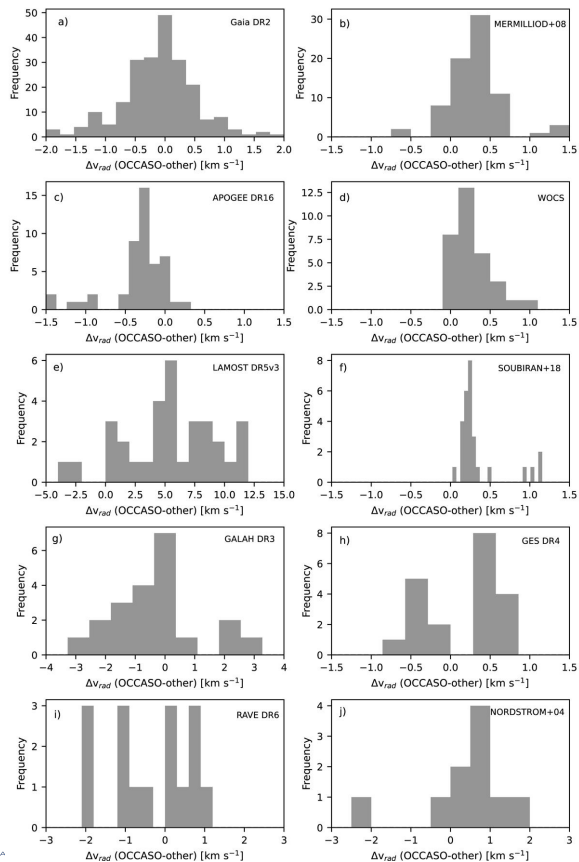 a) Gaia DR2
Frequency
50
40
30
20
10
0
−2.0 −1.5 −1.0 −0.5 0.0 0.5 1.0 1.5 2.0
Δv_rad (OCCASO-other) [km s⁻¹]
b) MERMILLIOD+08
Frequency
30
20
10
0
−1.5 −1.0 −0.5 0.0 0.5 1.0 1.5
Δv_rad (OCCASO-other) [km s⁻¹]
c) APOGEE DR16
Frequency
15
10
5
0
−1.5 −1.0 −0.5 0.0 0.5 1.0 1.5
Δv_rad (OCCASO-other) [km s⁻¹]
d) WOCS
Frequency
12.5
10.0
7.5
5.0
2.5
0.0
−1.5 −1.0 −0.5 0.0 0.5 1.0 1.5
Δv_rad (OCCASO-other) [km s⁻¹]
e) LAMOST DR5v3
Frequency
6
4
2
0
−5.0 −2.5 0.0 2.5 5.0 7.5 10.0 12.5 15.0
Δv_rad (OCCASO-other) [km s⁻¹]
f) SOUBIRAN+18
Frequency
8
6
4
2
0
−1.5 −1.0 −0.5 0.0 0.5 1.0 1.5
Δv_rad (OCCASO-other) [km s⁻¹]
g) GALAH DR3
Frequency
6
4
2
0
−4 −3 −2 −1 0 1 2 3 4
Δv_rad (OCCASO-other) [km s⁻¹]
h) GES DR4
Frequency
8
6
4
2
0
−1.5 −1.0 −0.5 0.0 0.5 1.0 1.5
Δv_rad (OCCASO-other) [km s⁻¹]
i) RAVE DR6
Frequency
3
2
1
0
−3 −2 −1 0 1 2 3
Δv_rad (OCCASO-other) [km s⁻¹]
j) NORDSTROM+04
Frequency
4
3
2
1
0
−3 −2 −1 0 1 2 3
Δv_rad (OCCASO-other) [km s⁻¹]